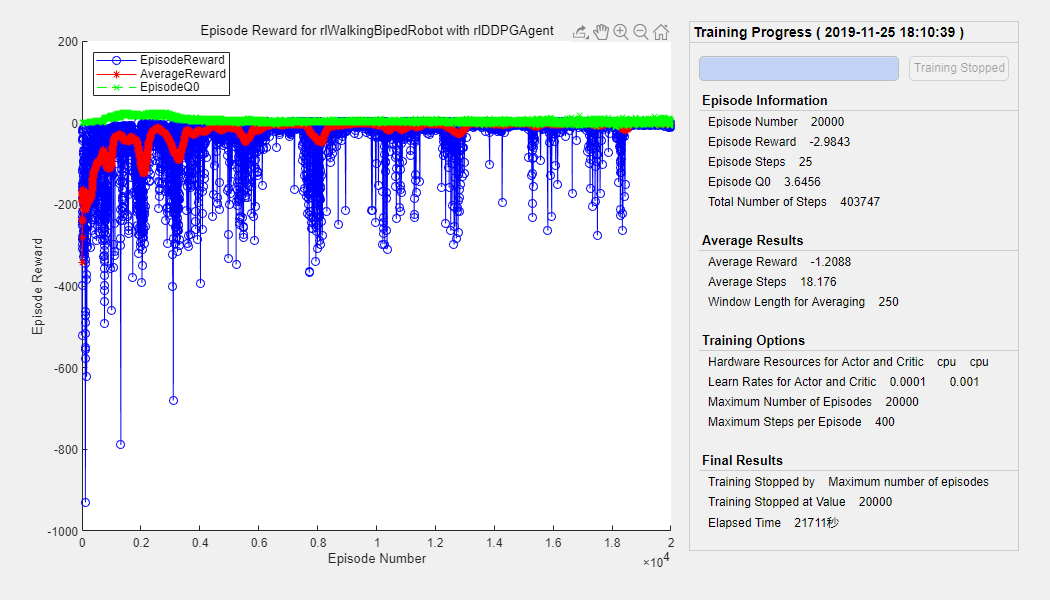 Episode Reward for rlWalkingBipedRobot with rlDDPGAgent
EpisodeReward
AverageReward
EpisodeQ0
200
0
-200
-400
-600
-800
-1000
Episode Reward
0 0.2 0.4 0.6 0.8 1 1.2 1.4 1.6 1.8 2
Episode Number
×10^4
Training Progress ( 2019-11-25 18:10:39 )
Training Stopped
Episode Information
Episode Number 20000
Episode Reward -2.9843
Episode Steps 25
Episode Q0 3.6456
Total Number of Steps 403747
Average Results
Average Reward -1.2088
Average Steps 18.176
Window Length for Averaging 250
Training Options
Hardware Resources for Actor and Critic cpu cpu
Learn Rates for Actor and Critic 0.0001 0.001
Maximum Number of Episodes 20000
Maximum Steps per Episode 400
Final Results
Training Stopped by Maximum number of episodes
Training Stopped at Value 20000
Elapsed Time 21711秒